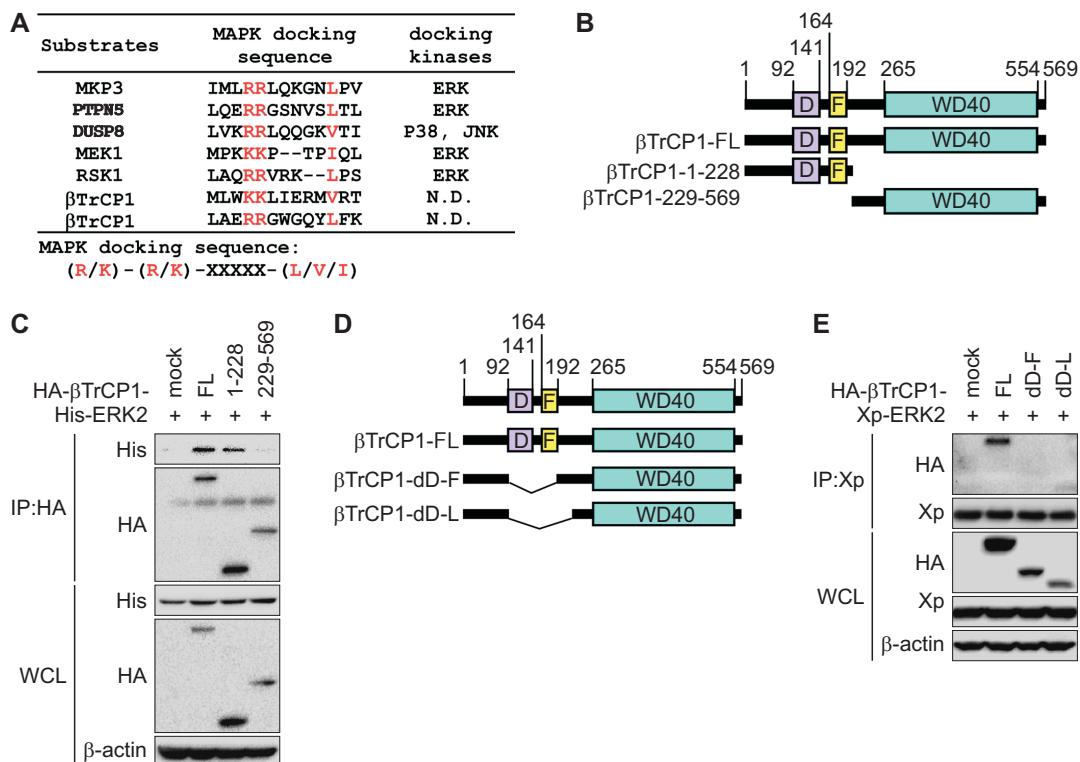 A
Substrates MAPK docking sequence docking kinases
MKP3 IMLRRLQKGNLPV ERK
PTPN5 LQERRGSNVSLTL ERK
DUSP8 LVKRRLQQGKVTI P38, JNK
MEK1 MPKKKP--TPIQL ERK
RSK1 LAQRRVRK--LPS ERK
βTrCP1 MLWKKLIERMVRT N.D.
βTrCP1 LAERRGWGQYLFK N.D.
MAPK docking sequence:
(R/K)-(R/K)-XXXXX-(L/V/I)
B
164
141
1 92 192 265 554 569
D F WD40
βTrCP1-FL D F WD40
βTrCP1-1-228 D F
βTrCP1-229-569 WD40
C
HA-βTrCP1- mock FL 1-228 229-569
His-ERK2 + + + +
IP:HA
His
HA
WCL
His
HA
β-actin
D
164
141
1 92 192 265 554 569
D F WD40
βTrCP1-FL D F WD40
βTrCP1-dD-F WD40
βTrCP1-dD-L WD40
E
HA-βTrCP1- mock FL dD-F dD-L
Xp-ERK2 + + + +
IP:Xp
HA
Xp
WCL
HA
Xp
β-actin